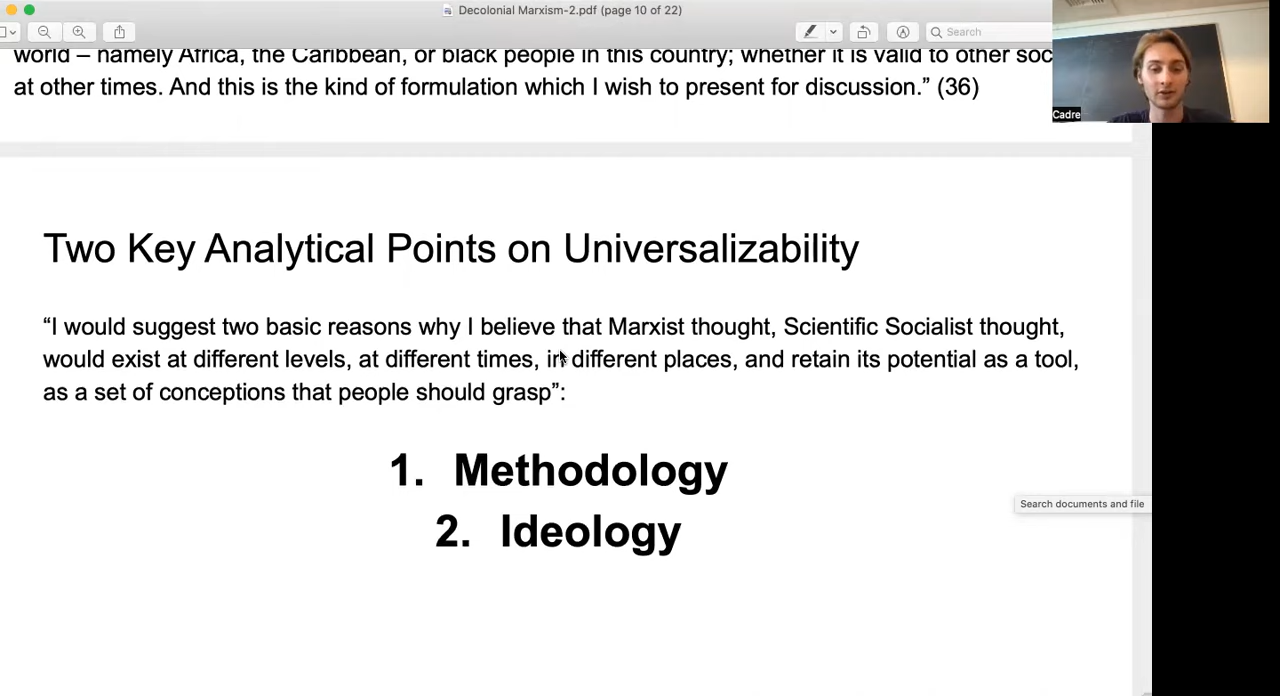 Decolonial Marxism-2.pdf (page 10 of 22)
Search
world – namely Africa, the Caribbean, or black people in this country; whether it is valid to other soc
at other times. And this is the kind of formulation which I wish to present for discussion.” (36)
Cadre
Two Key Analytical Points on Universalizability
“I would suggest two basic reasons why I believe that Marxist thought, Scientific Socialist thought,
would exist at different levels, at different times, in different places, and retain its potential as a tool,
as a set of conceptions that people should grasp”:
1. Methodology
Search documents and file
2. Ideology